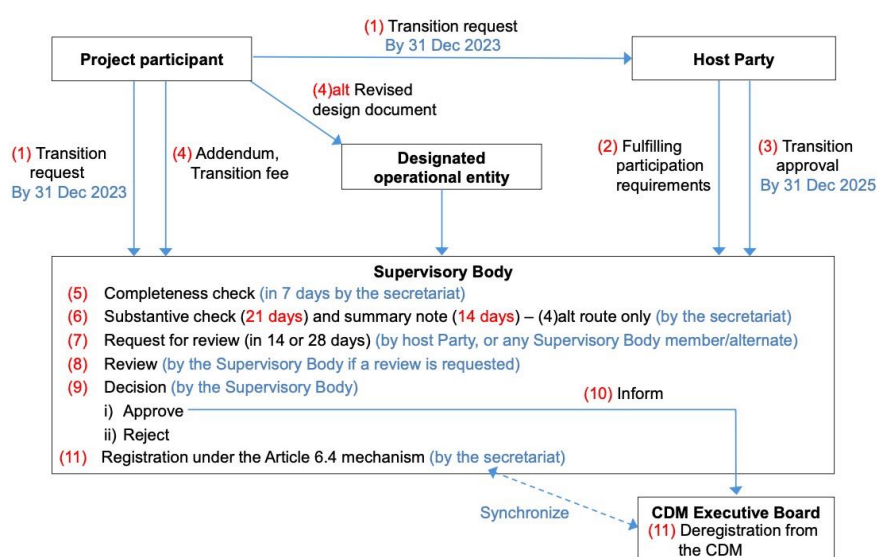 (1) Transition request
By 31 Dec 2023
Project participant
Host Party
(4)alt Revised
design document
(1) Transition
request
By 31 Dec 2023
(4) Addendum,
Transition fee
Designated
operational entity
(2) Fulfilling
participation
requirements
(3) Transition
approval
By 31 Dec 2025
Supervisory Body
(5) Completeness check (in 7 days by the secretariat)
(6) Substantive check (21 days) and summary note (14 days) – (4)alt route only (by the secretariat)
(7) Request for review (in 14 or 28 days) (by host Party, or any Supervisory Body member/alternate)
(8) Review (by the Supervisory Body if a review is requested)
(9) Decision (by the Supervisory Body)
(10) Inform
i) Approve
ii) Reject
(11) Registration under the Article 6.4 mechanism (by the secretariat)
Synchronize
CDM Executive Board
(11) Deregistration from
the CDM